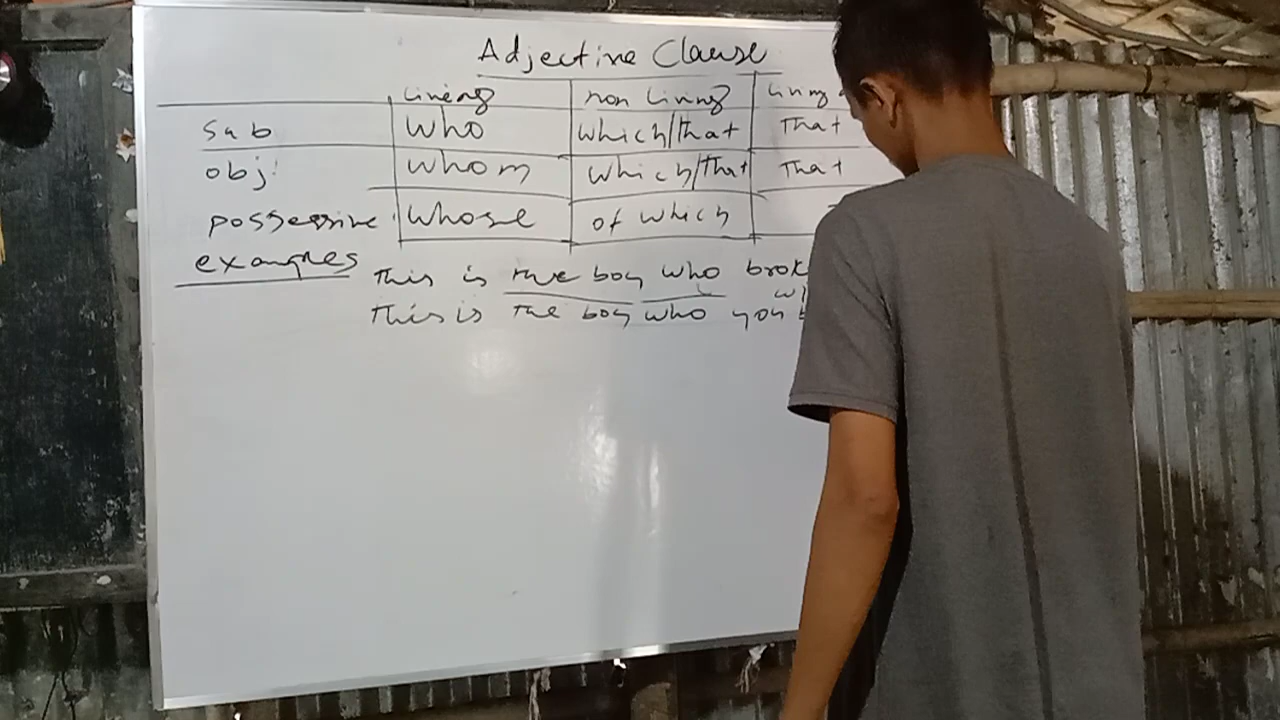 Adjective Clause
living non living living
Sub who which/that That
obj whom which/That That
possessive whose of which
examples
This is the boy who brok
This is the boy who you